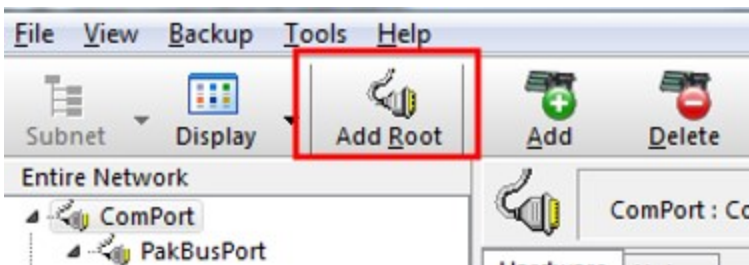 File View Backup Tools Help
Subnet Display Add Root Add Delete
Entire Network
ComPort
PakBusPort
ComPort : Co